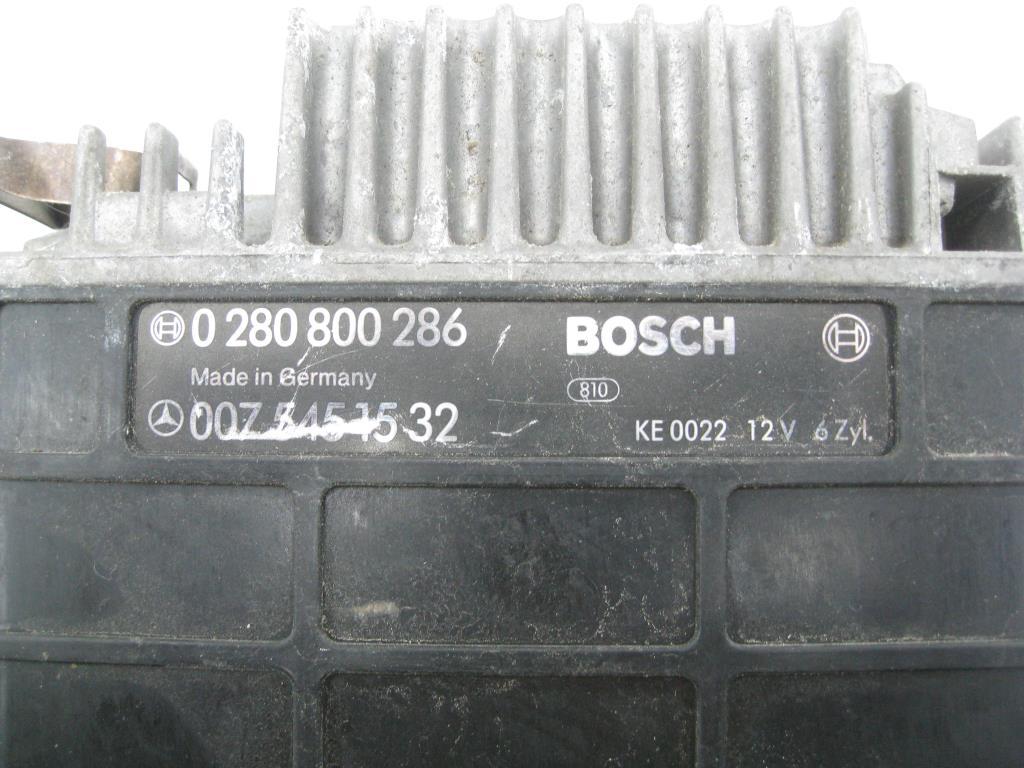 0 280 800 286
BOSCH
Made in Germany
810
007 545 15 32
KE 0022 12 V 6 Zyl.